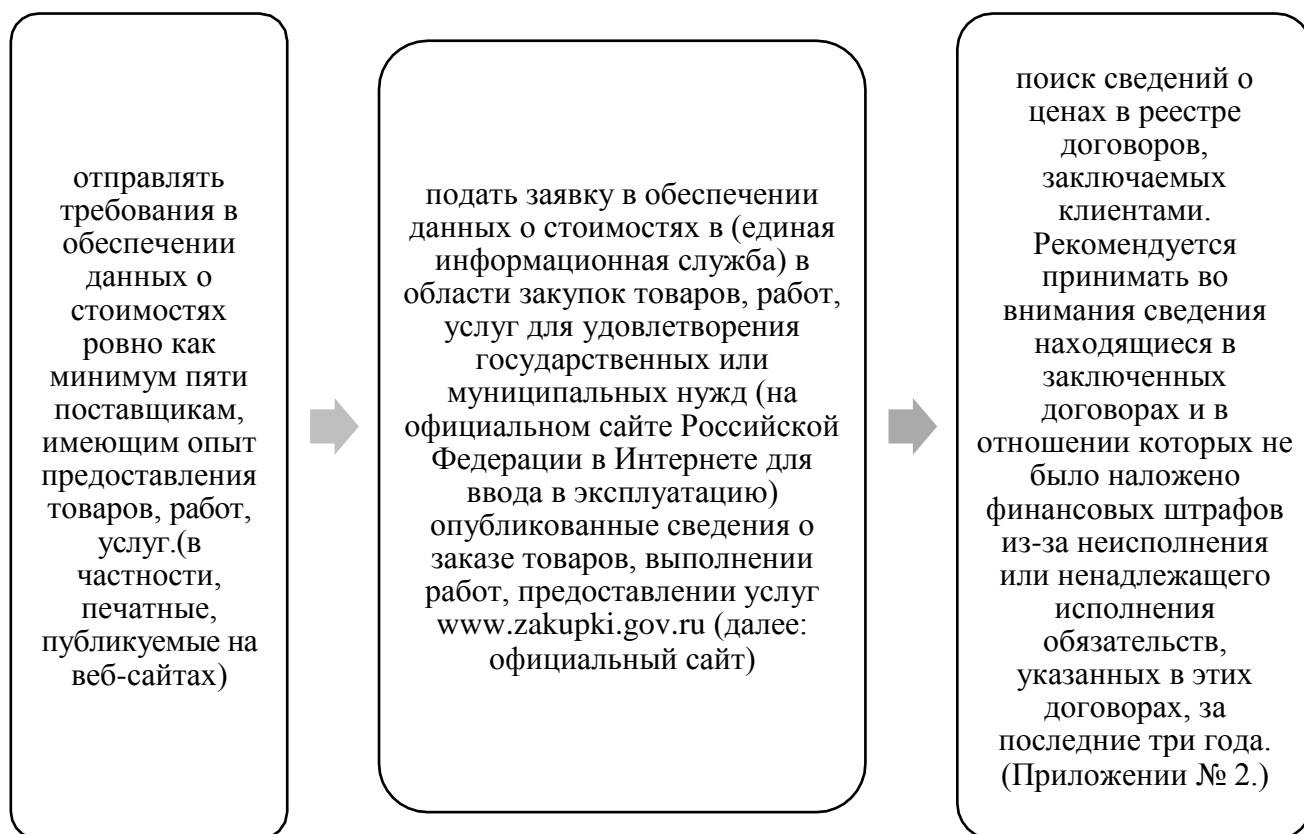 отправлять
требования в
обеспечении
данных о
стоимостях
ровно как
минимум пяти
поставщикам,
имеющим опыт
предоставления
товаров, работ,
услуг.(в
частности,
печатные,
публикуемые на
веб-сайтах)
подать заявку в обеспечении
данных о стоимостях в (единая
информационная служба) в
области закупок товаров, работ,
услуг для удовлетворения
государственных или
муниципальных нужд (на
официальном сайте Российской
Федерации в Интернете для
ввода в эксплуатацию)
опубликованные сведения о
заказе товаров, выполнении
работ, предоставлении услуг
www.zakupki.gov.ru (далее:
официальный сайт)
поиск сведений о
ценах в реестре
договоров,
заключаемых
клиентами.
Рекомендуется
принимать во
внимания сведения
находящиеся в
заключенных
договорах и в
отношении которых не
было наложено
финансовых штрафов
из-за неисполнения
или ненадлежащего
исполнения
обязательств,
указанных в этих
договорах, за
последние три года.
(Приложении № 2.)